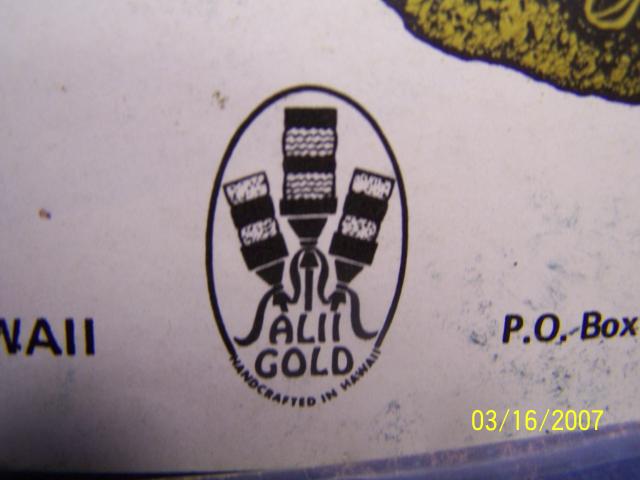 ALII
GOLD
HANDCRAFTED IN HAWAII
WAII
P.O. Box
03/16/2007